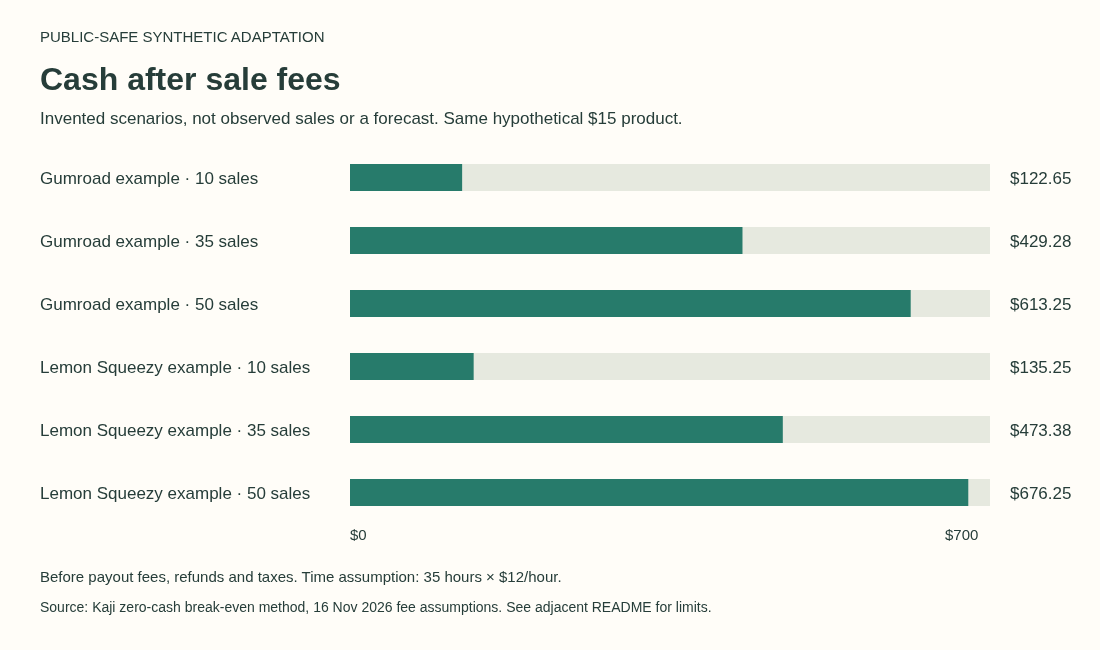 PUBLIC-SAFE SYNTHETIC ADAPTATION
Cash after sale fees
Invented scenarios, not observed sales or a forecast. Same hypothetical $15 product.
Gumroad example · 10 sales $122.65
Gumroad example · 35 sales $429.28
Gumroad example · 50 sales $613.25
Lemon Squeezy example · 10 sales $135.25
Lemon Squeezy example · 35 sales $473.38
Lemon Squeezy example · 50 sales $676.25
$0 $700
Before payout fees, refunds and taxes. Time assumption: 35 hours × $12/hour.
Source: Kaji zero-cash break-even method, 16 Nov 2026 fee assumptions. See adjacent README for limits.